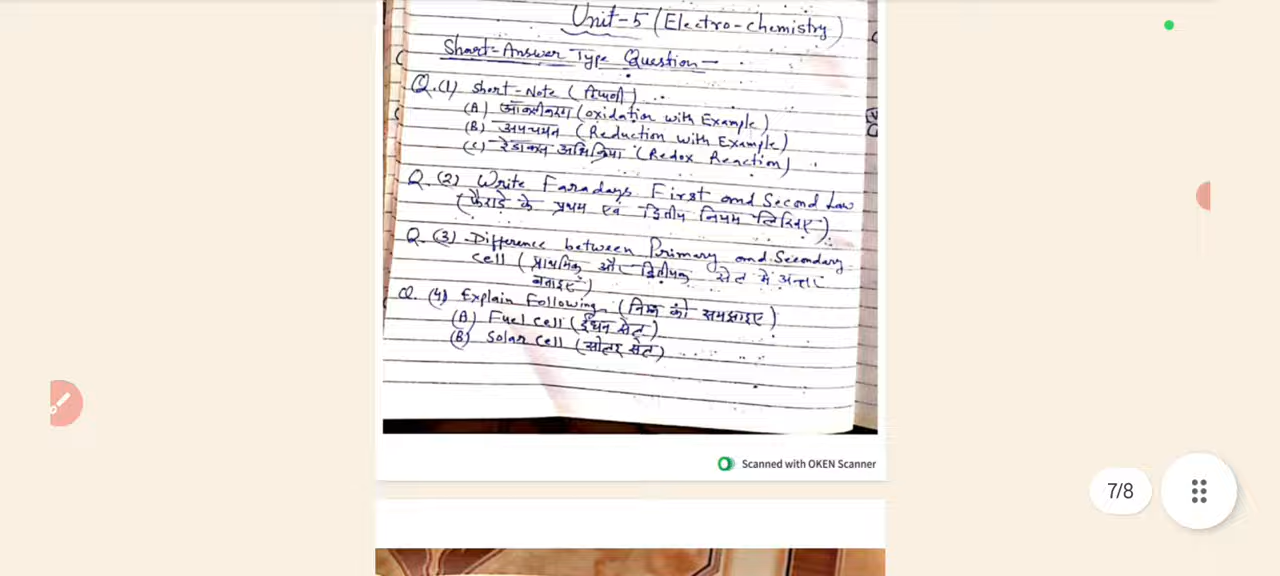 Unit-5 (Electro-chemistry)
Short-Answer Type Question-
Q.(1) Short-Note (टिप्पणी)
(A) ऑक्सीकरण (oxidation with Example)
(B) अपचयन (Reduction with Example)
(C) रेडाक्स अभिक्रिया (Redox Reaction)
Q.(2) Write Faradays First and Second Law
(फैराडे के प्रथम एवं द्वितीय नियम लिखिए)
Q.(3) Difference between Primary and Secondary
cell (प्राथमिक और द्वितीयक सेल में अन्तर
बताइए)
Q.(4) Explain Following (निम्न को समझाइए)
(A) Fuel cell (ईंधन सेल)
(B) Solar cell (सोलर सेल)
Scanned with OKEN Scanner
7/8